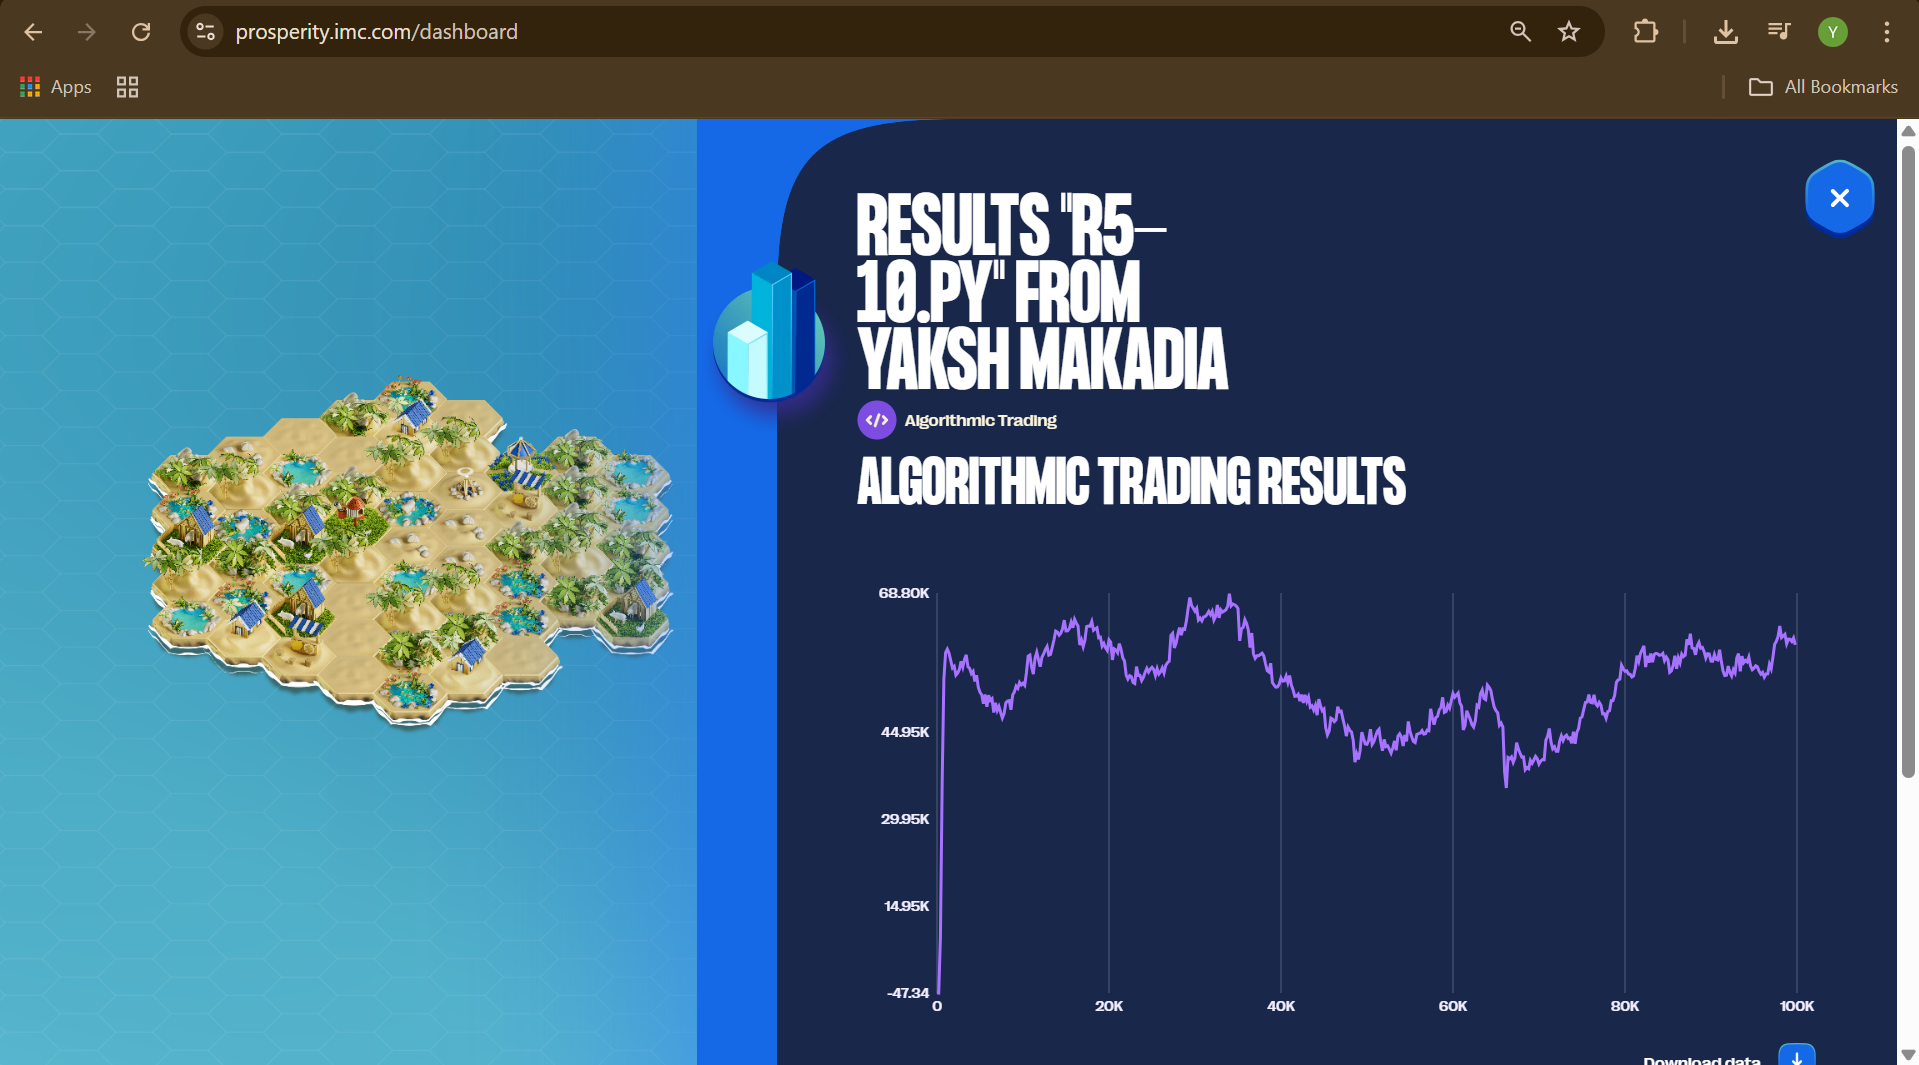 prosperity.imc.com/dashboard
Y
Apps
All Bookmarks
RESULTS "R5–
10.PY" FROM
YAKSH MAKADIA
</> Algorithmic Trading
ALGORITHMIC TRADING RESULTS
68.80K
44.95K
29.95K
14.95K
-47.34
0 20K 40K 60K 80K 100K
Download data